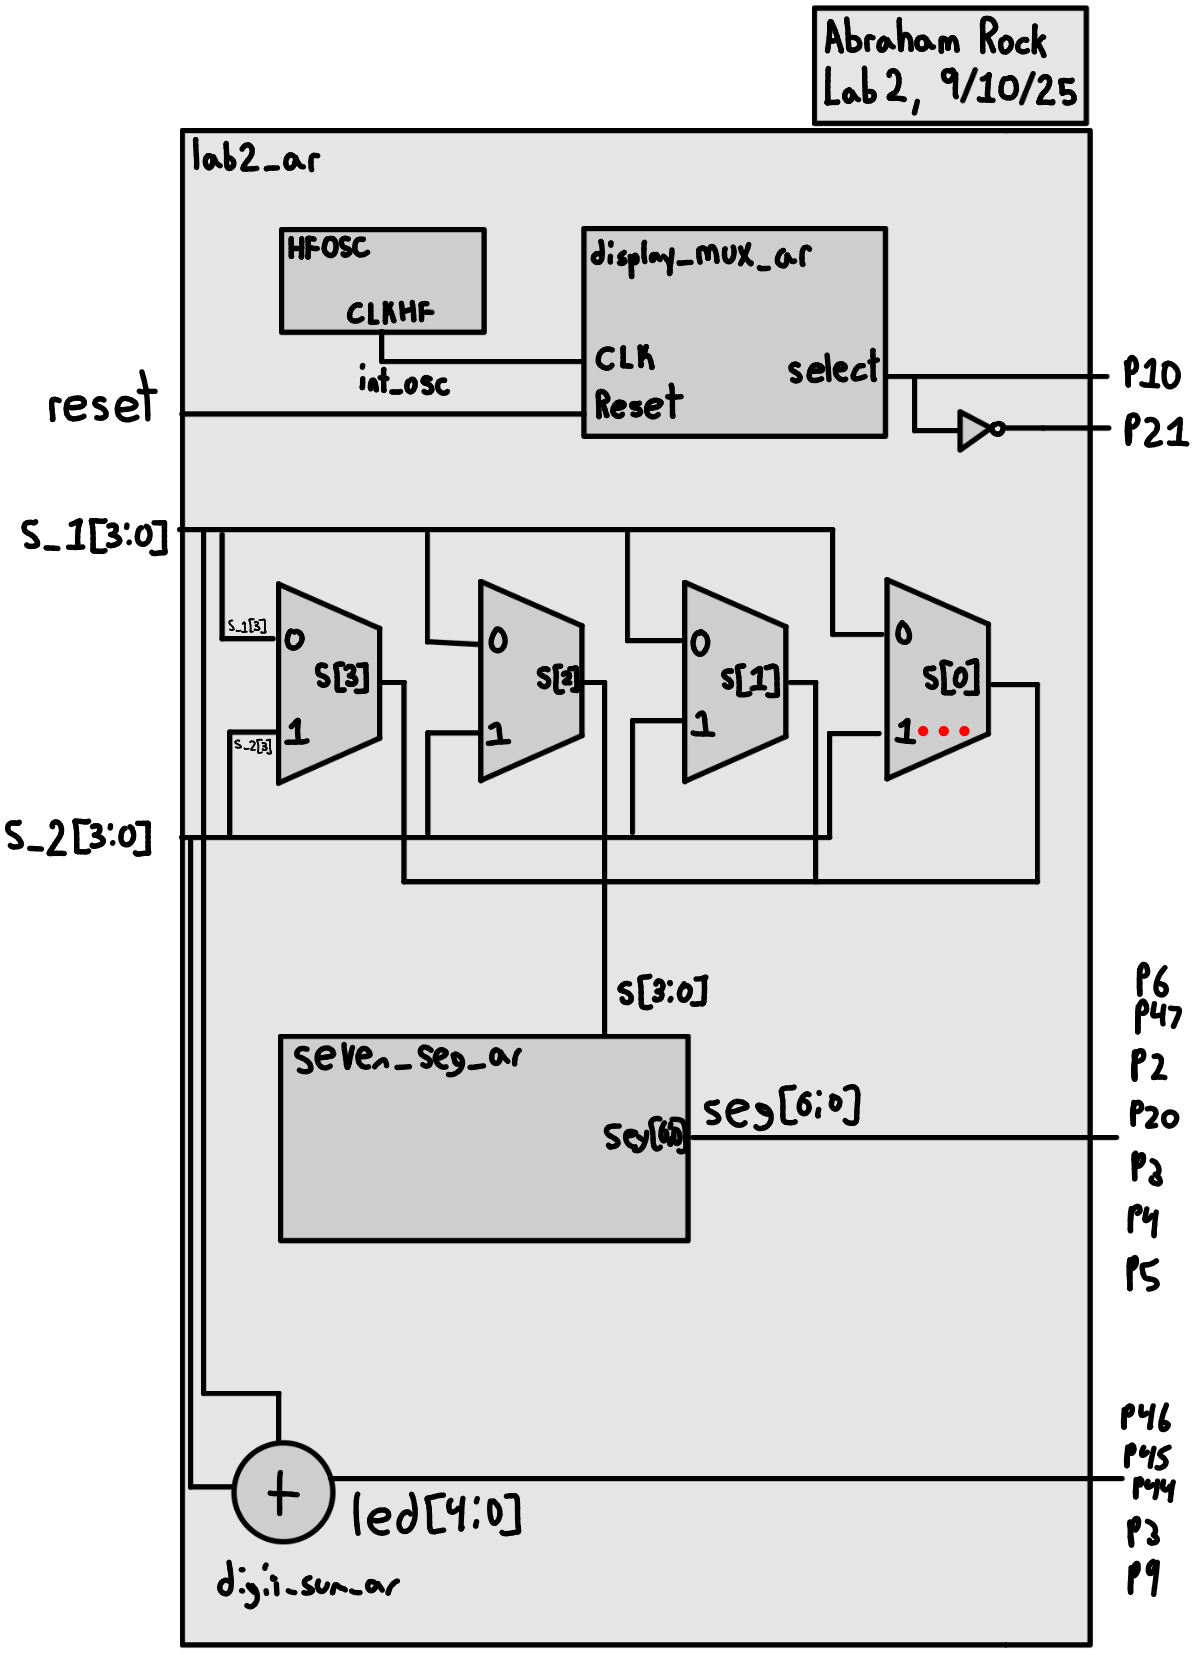 Abraham Rock
Lab 2, 9/10/25
lab2_ar
HFOSC
CLKHF
int_osc
display_mux_ar
CLK
Reset
select
reset
P10
P21
S_1[3:0]
S_1[3]
0
S[3]
1
S_2[3]
0
S[2]
1
0
S[1]
1
0
S[0]
1
S_2[3:0]
S[3:0]
seven_seg_ar
seg[6:0]
seg[6:0]
P6
P47
P2
P20
P4
P5
+
led[4:0]
digit_sum_ar
P46
P45
P44
P3
P9